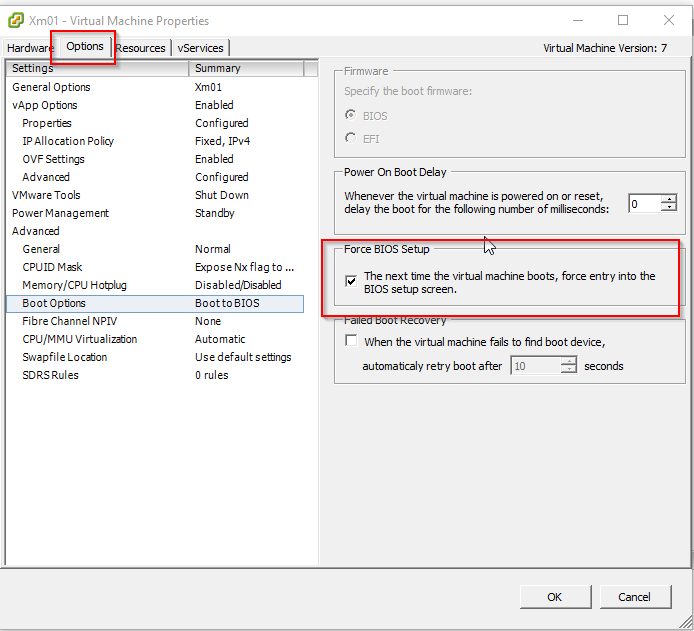 Xm01 - Virtual Machine Properties
Hardware Options Resources vServices Virtual Machine Version: 7
Settings Summary
General Options Xm01
vApp Options Enabled
Properties Configured
IP Allocation Policy Fixed, IPv4
OVF Settings Enabled
Advanced Configured
VMware Tools Shut Down
Power Management Standby
Advanced
General Normal
CPUID Mask Expose Nx flag to ...
Memory/CPU Hotplug Disabled/Disabled
Boot Options Boot to BIOS
Fibre Channel NPIV None
CPU/MMU Virtualization Automatic
Swapfile Location Use default settings
SDRS Rules 0 rules
Firmware
Specify the boot firmware:
BIOS
EFI
Power On Boot Delay
Whenever the virtual machine is powered on or reset,
delay the boot for the following number of milliseconds: 0
Force BIOS Setup
The next time the virtual machine boots, force entry into the
BIOS setup screen.
Failed Boot Recovery
When the virtual machine fails to find boot device,
automaticaly retry boot after 10 seconds
OK Cancel